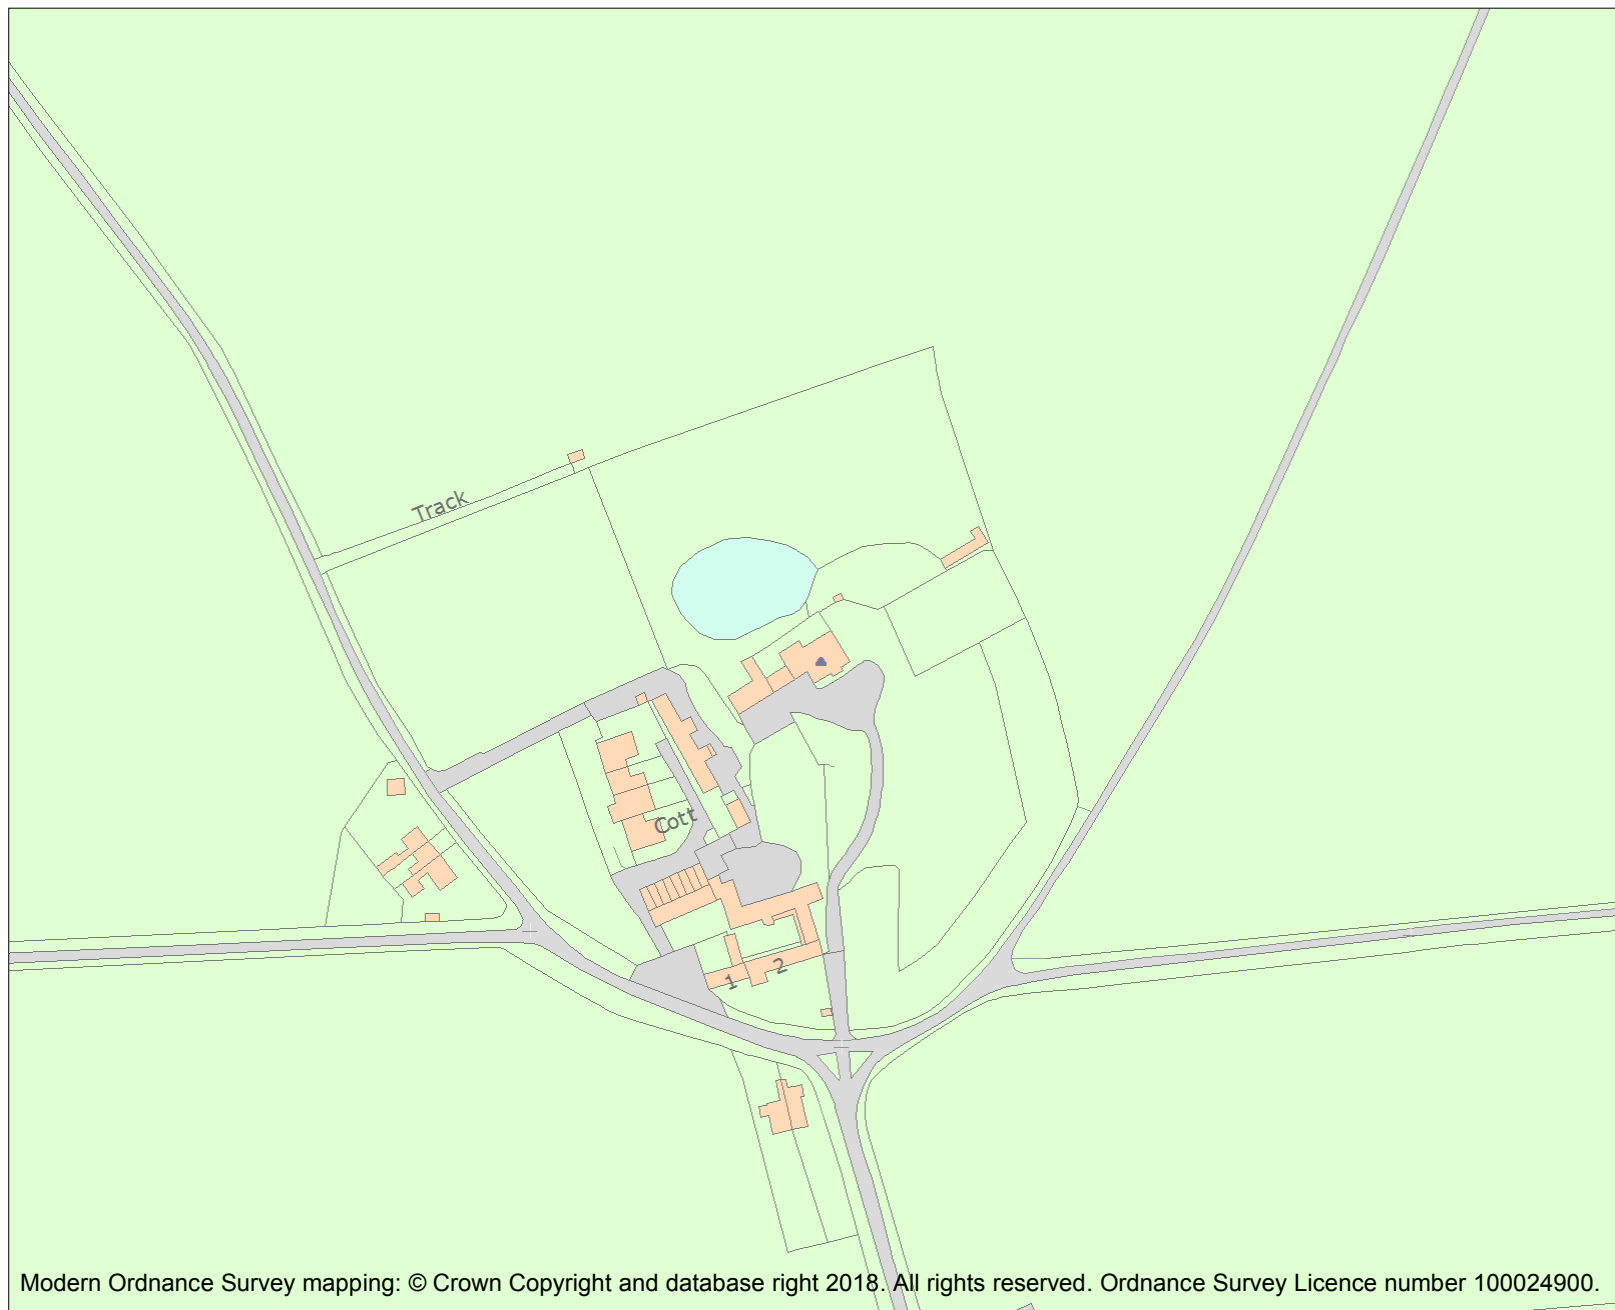 Track
Cott
1
2
Modern Ordnance Survey mapping: © Crown Copyright and database right 2018. All rights reserved. Ordnance Survey Licence number 100024900.